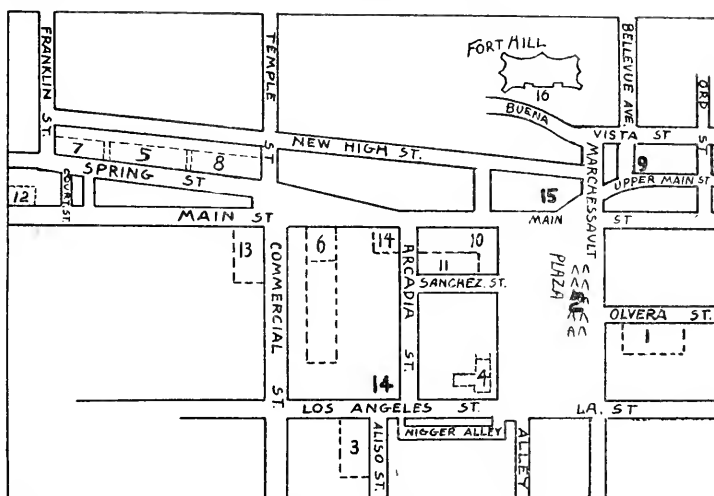 FRANKLIN ST.
TEMPLE ST
FORT HILL
16
BUENA VISTA ST
BELLEVUE AVE.
ORD ST.
7
5
8
NEW HIGH ST.
MARCHESSAULT ST
9
UPPER MAIN ST
SPRING ST
12
COURT ST.
15
MAIN ST
MAIN
13
COMMERCIAL ST.
6
14
ARCADIA ST.
10
11
SANCHEZ. ST.
PLAZA
OLVERA ST.
1
4
14
LOS ANGELES ST.
LA. ST
3
ALISO ST.
NIGGER ALLEY
ALLEY